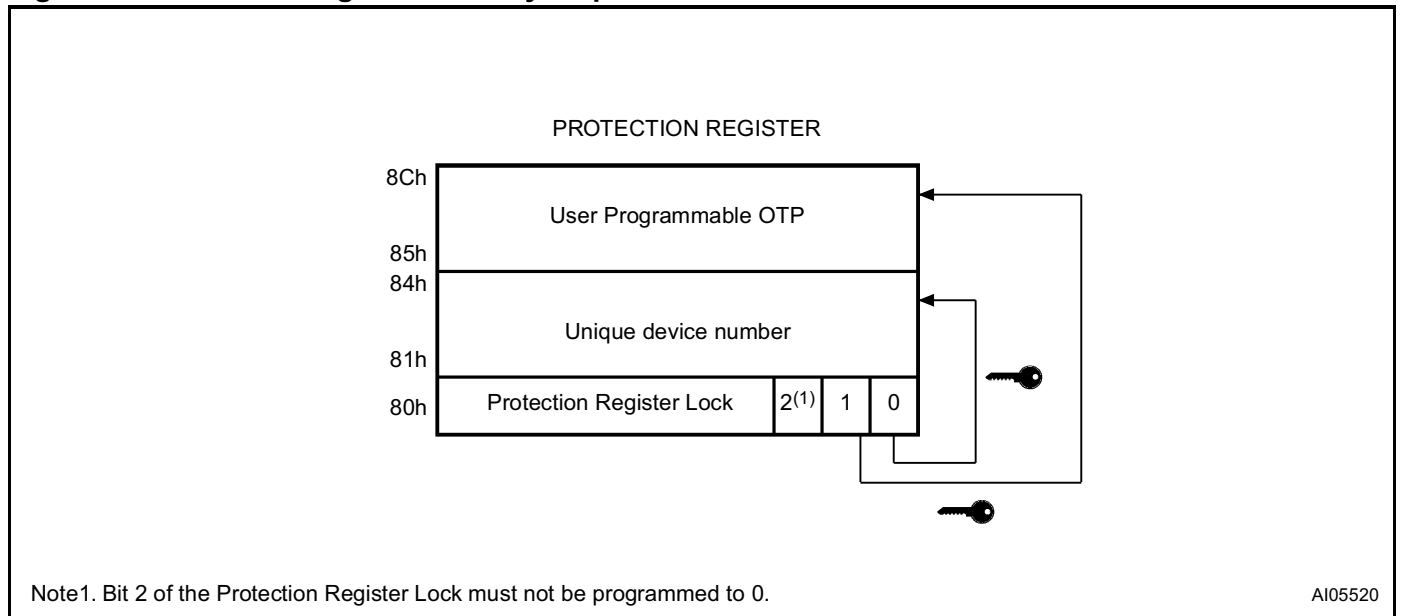 PROTECTION REGISTER
8Ch
User Programmable OTP
85h
84h
Unique device number
81h
80h Protection Register Lock 2(1) 1 0
Note1. Bit 2 of the Protection Register Lock must not be programmed to 0.
AI05520